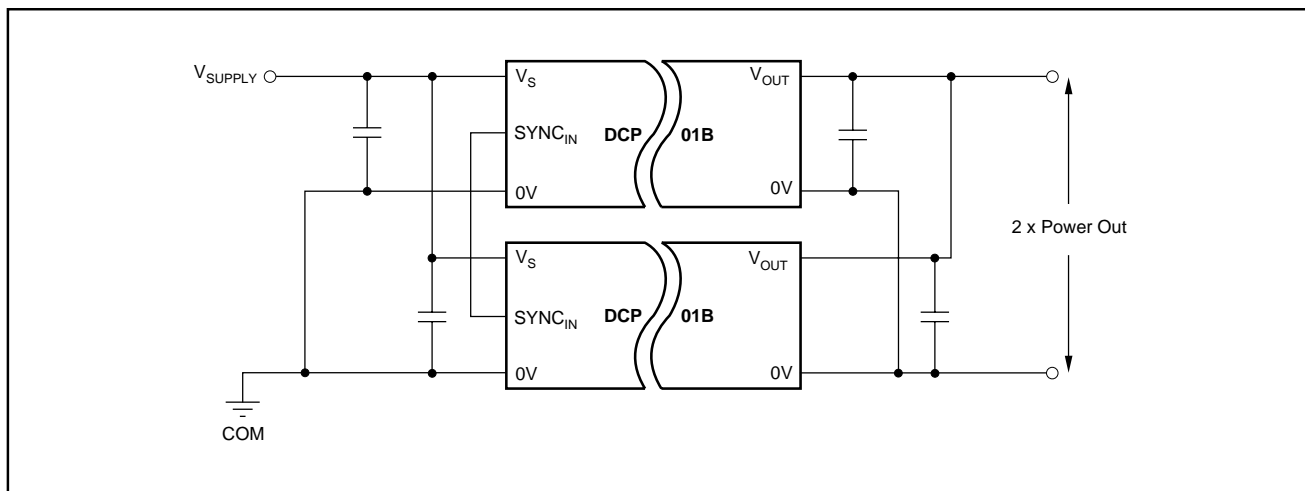 V_SUPPLY
V_S
SYNC_IN
0V
DCP 01B
V_OUT
0V
V_S
SYNC_IN
0V
DCP 01B
V_OUT
0V
2 x Power Out
COM